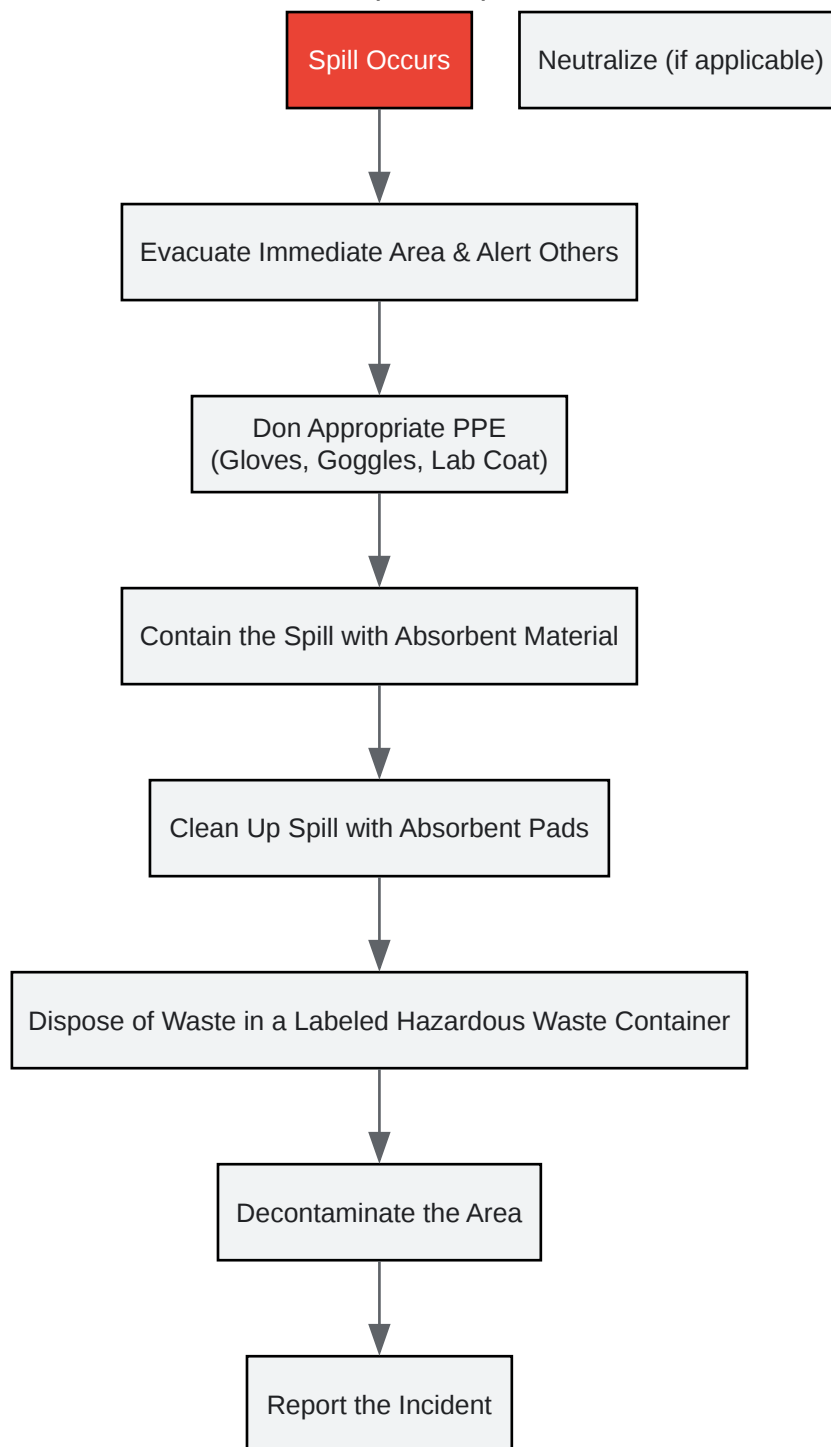 Spill Occurs
Neutralize (if applicable)
Evacuate Immediate Area & Alert Others
Don Appropriate PPE
(Gloves, Goggles, Lab Coat)
Contain the Spill with Absorbent Material
Clean Up Spill with Absorbent Pads
Dispose of Waste in a Labeled Hazardous Waste Container
Decontaminate the Area
Report the Incident